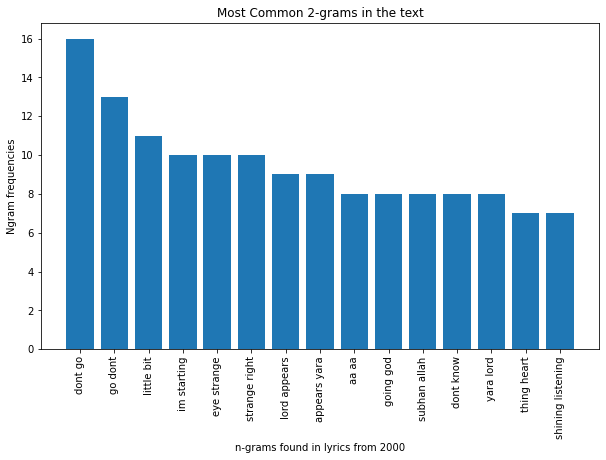 Most Common 2-grams in the text
Ngram frequencies
16
14
12
10
8
6
4
2
0
dont go
go dont
little bit
im starting
eye strange
strange right
lord appears
appears yara
aa aa
going god
subhan allah
dont know
yara lord
thing heart
shining listening
n-grams found in lyrics from 2000